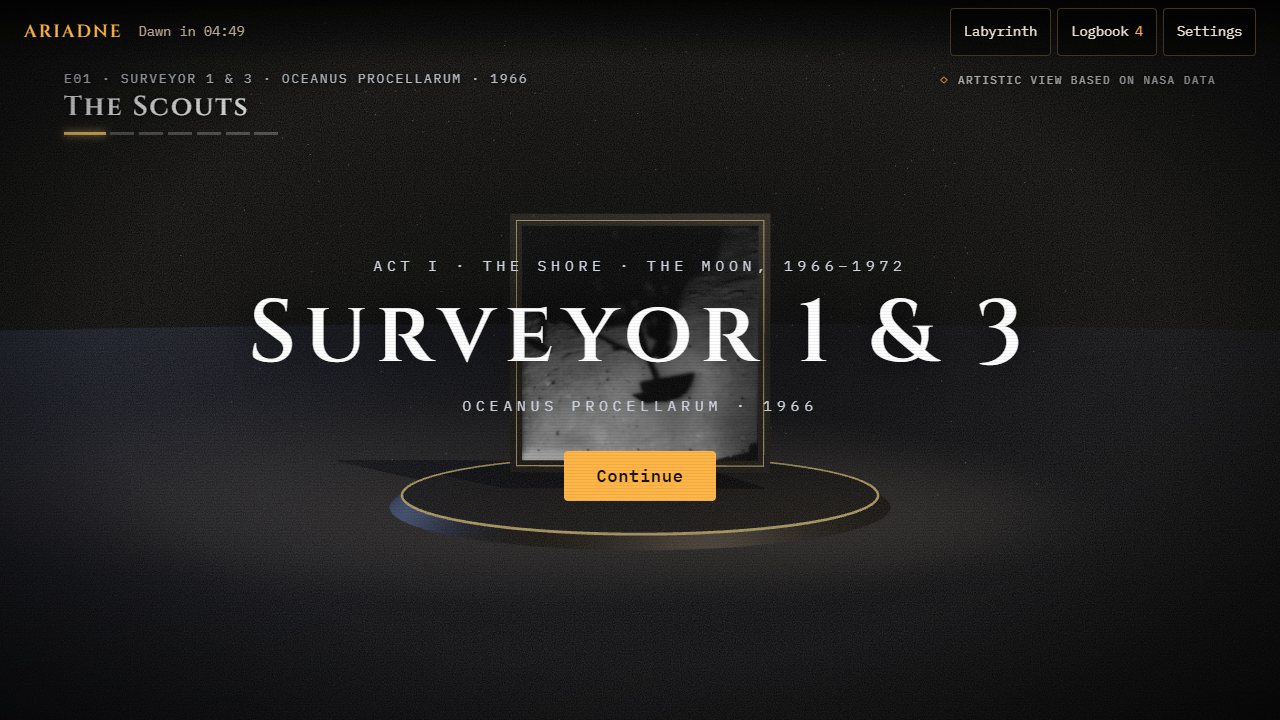 ARIADNE Dawn in 04:49 Labyrinth Logbook 4 Settings
E01 · SURVEYOR 1 & 3 · OCEANUS PROCELLARUM · 1966
◇ ARTISTIC VIEW BASED ON NASA DATA
The Scouts
ACT I · THE SHORE · THE MOON, 1966–1972
Surveyor 1 & 3
OCEANUS PROCELLARUM · 1966
Continue